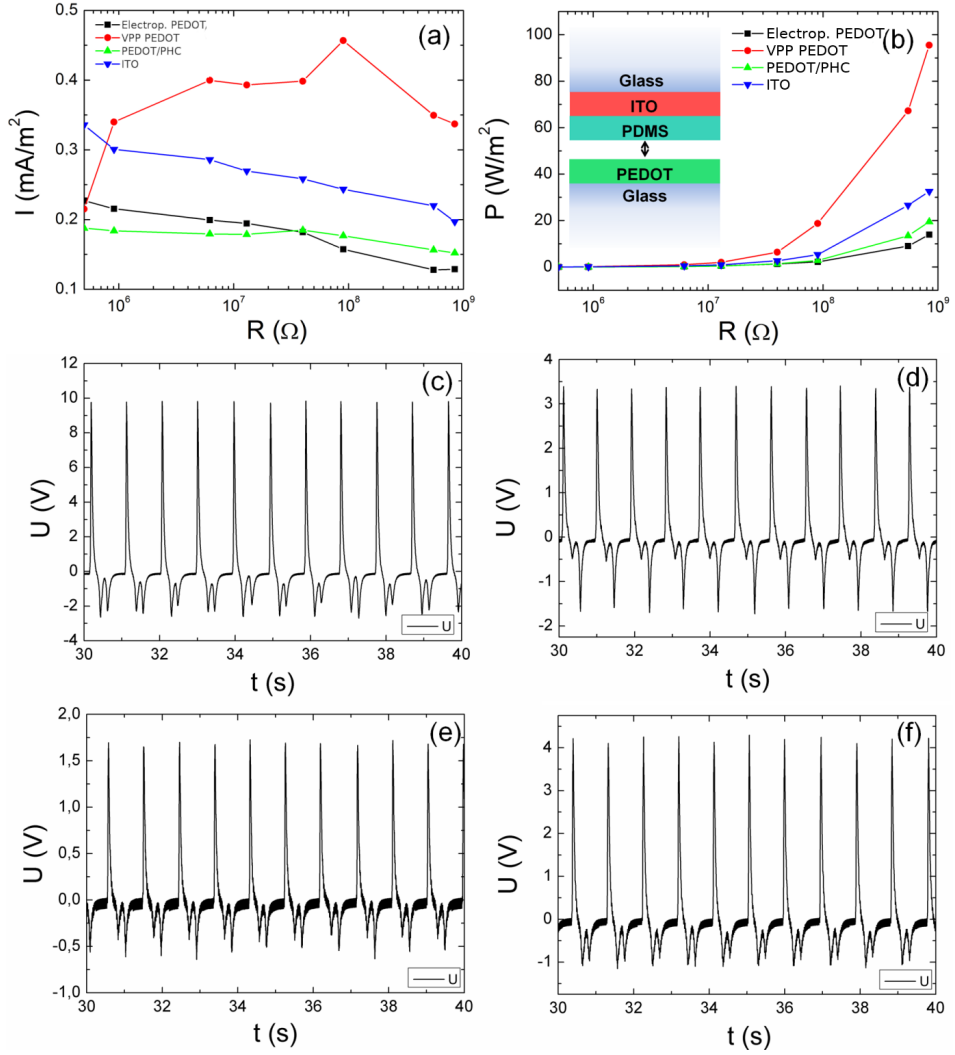 (a)
Electrop. PEDOT,
VPP PEDOT
PEDOT/PHC
ITO
0.5
0.4
0.3
0.2
0.1
I (mA/m²)
10⁶ 10⁷ 10⁸ 10⁹
R (Ω)
(b)
Electrop. PEDOT
VPP PEDOT
PEDOT/PHC
ITO
100
80
60
40
20
0
P (W/m²)
Glass
ITO
PDMS
PEDOT
Glass
10⁶ 10⁷ 10⁸ 10⁹
R (Ω)
(c)
12
10
8
6
4
2
0
-2
-4
U (V)
U
30 32 34 36 38 40
t (s)
(d)
4
3
2
1
0
-1
-2
U (V)
U
30 32 34 36 38 40
t (s)
(e)
2,0
1,5
1,0
0,5
0,0
-0,5
-1,0
U (V)
U
30 32 34 36 38 40
t (s)
(f)
4
3
2
1
0
-1
U (V)
U
30 32 34 36 38 40
t (s)